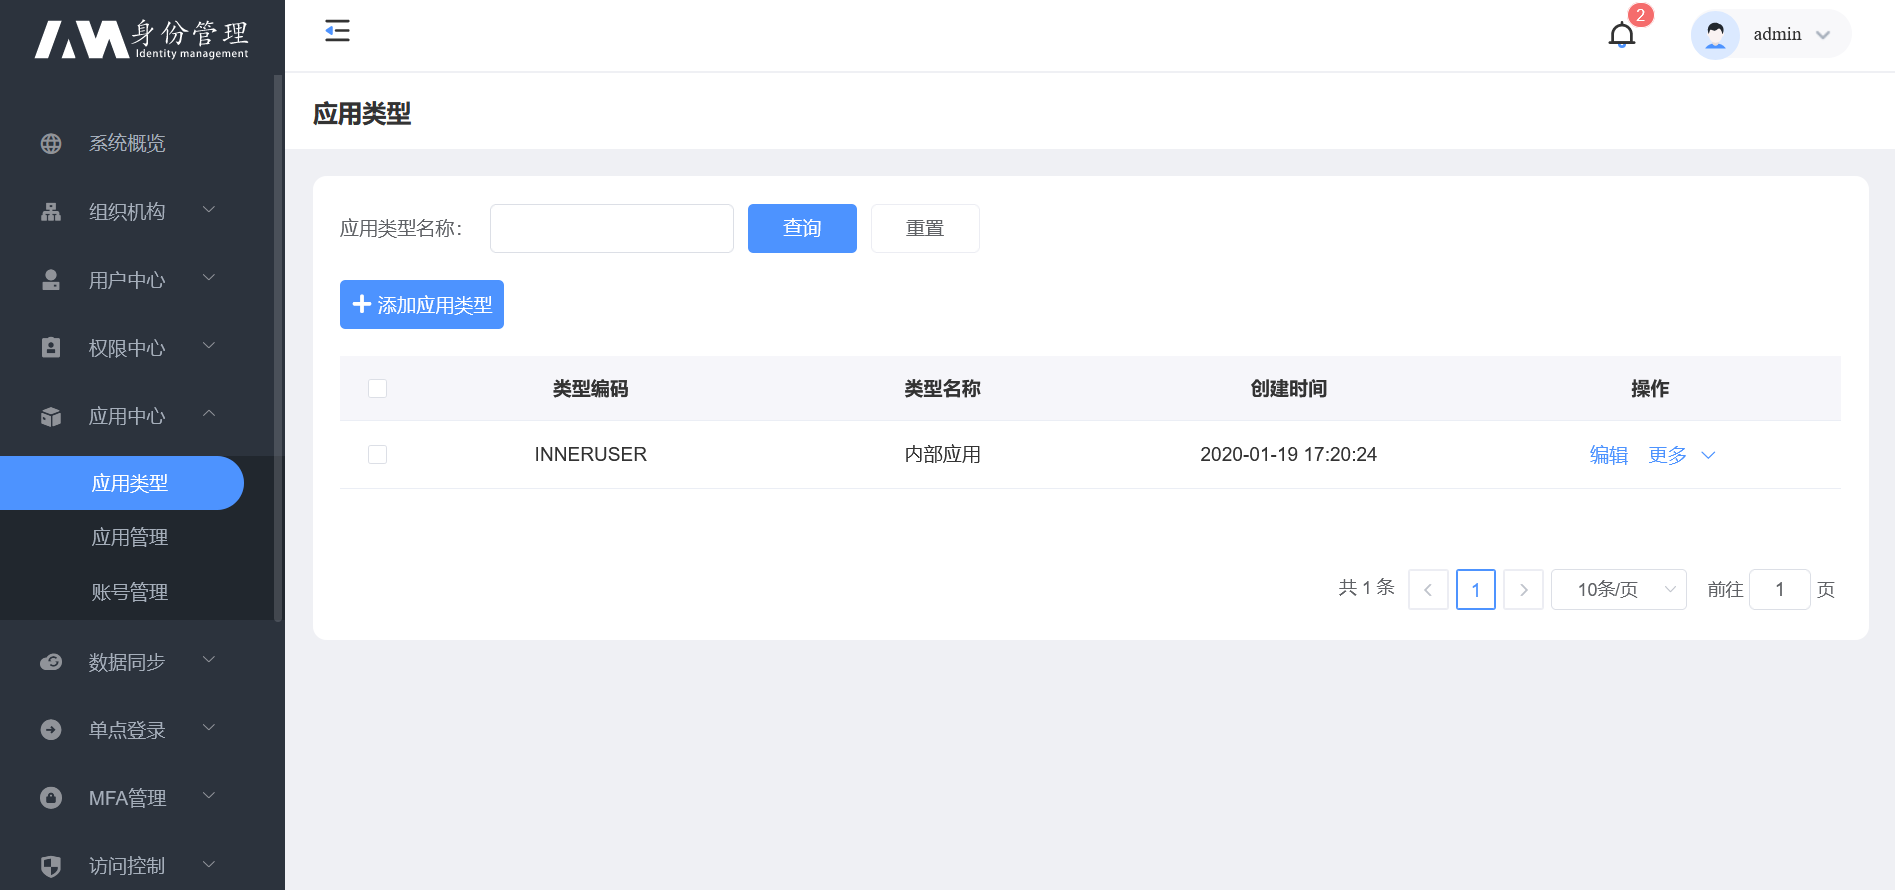 身份管理
Identity management
系统概览
组织机构
用户中心
权限中心
应用中心
应用类型
应用管理
账号管理
数据同步
单点登录
MFA管理
访问控制
2
admin
应用类型
应用类型名称：
查询
重置
添加应用类型
类型编码 类型名称 创建时间 操作
INNERUSER 内部应用 2020-01-19 17:20:24 编辑 更多
共 1 条 1 10条/页 前往 1 页